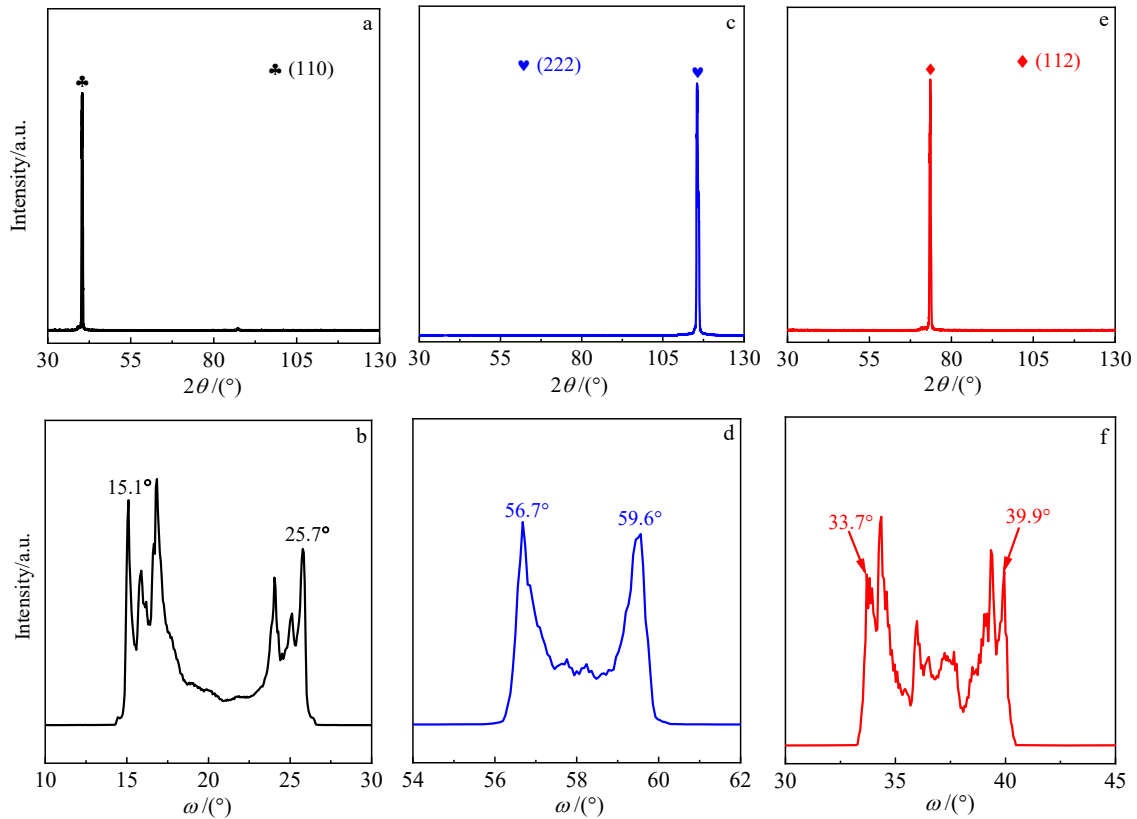 a
♣ (110)
♣
Intensity/a.u.
30 55 80 105 130
2θ/(°)
c
♥ (222)
♥
30 55 80 105 130
2θ/(°)
e
♦
♦ (112)
30 55 80 105 130
2θ/(°)
b
15.1°
25.7°
Intensity/a.u.
10 15 20 25 30
ω/(°)
d
56.7°
59.6°
54 56 58 60 62
ω/(°)
f
33.7°
39.9°
30 35 40 45
ω/(°)